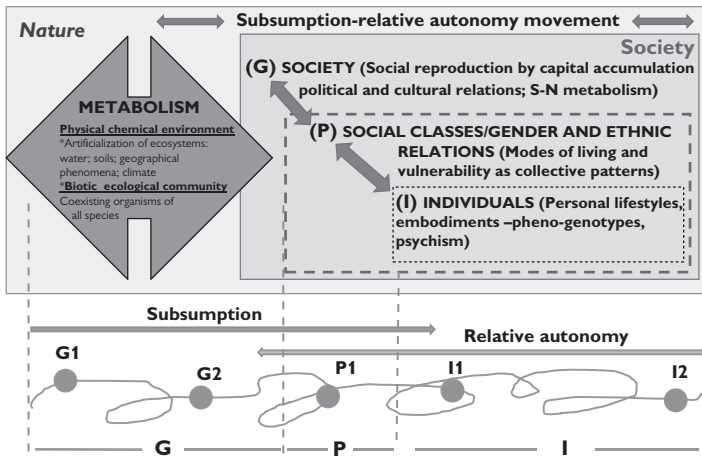 Subsumption-relative autonomy movement
Nature
Society
(G) SOCIETY (Social reproduction by capital accumulation
political and cultural relations; S-N metabolism)
METABOLISM
Physical chemical environment
*Artificialization of ecosystems:
water; soils; geographical
phenomena; climate
*Biotic ecological community
Coexisting organisms of
all species
(P) SOCIAL CLASSES/GENDER AND ETHNIC
RELATIONS (Modes of living and
vulnerability as collective patterns)
(I) INDIVIDUALS (Personal lifestyles,
embodiments –pheno-genotypes,
psychism)
Subsumption
Relative autonomy
G1
G2
P1
I1
I2
G
P
I